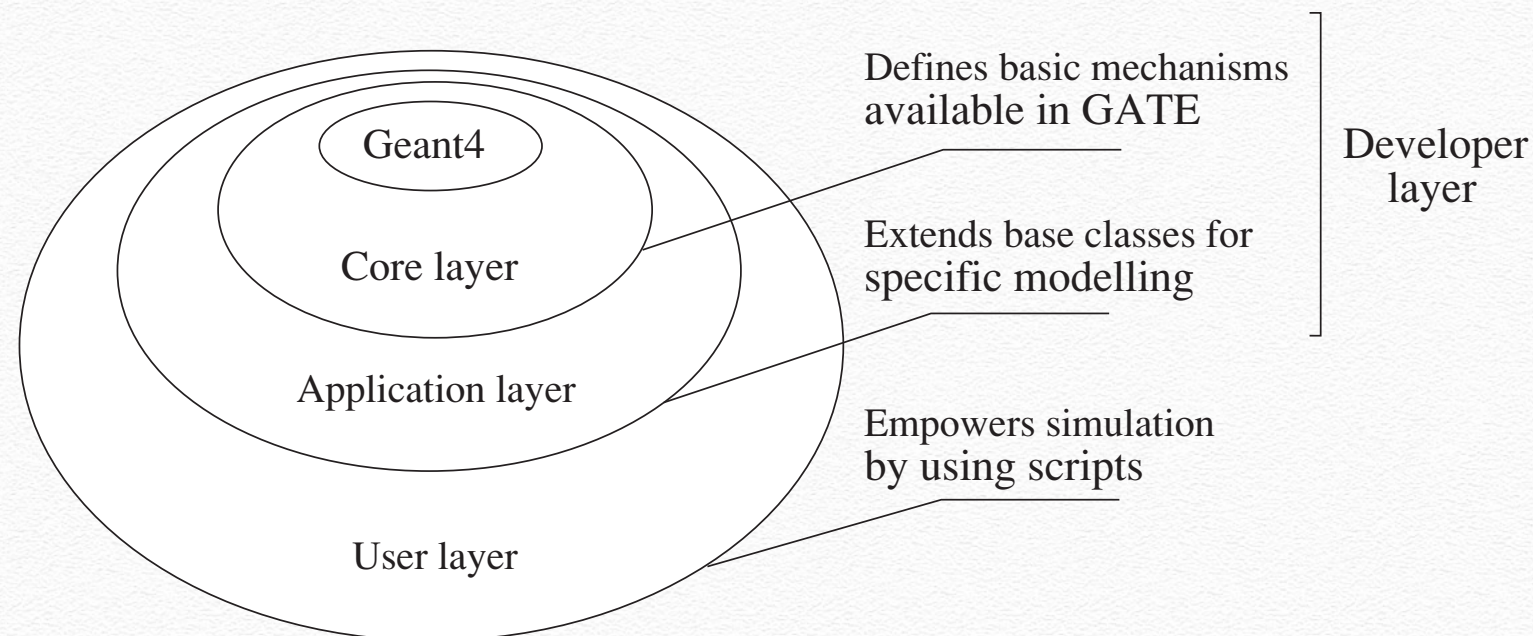 Geant4
Core layer
Application layer
User layer
Defines basic mechanisms
available in GATE
Extends base classes for
specific modelling
Empowers simulation
by using scripts
Developer
layer